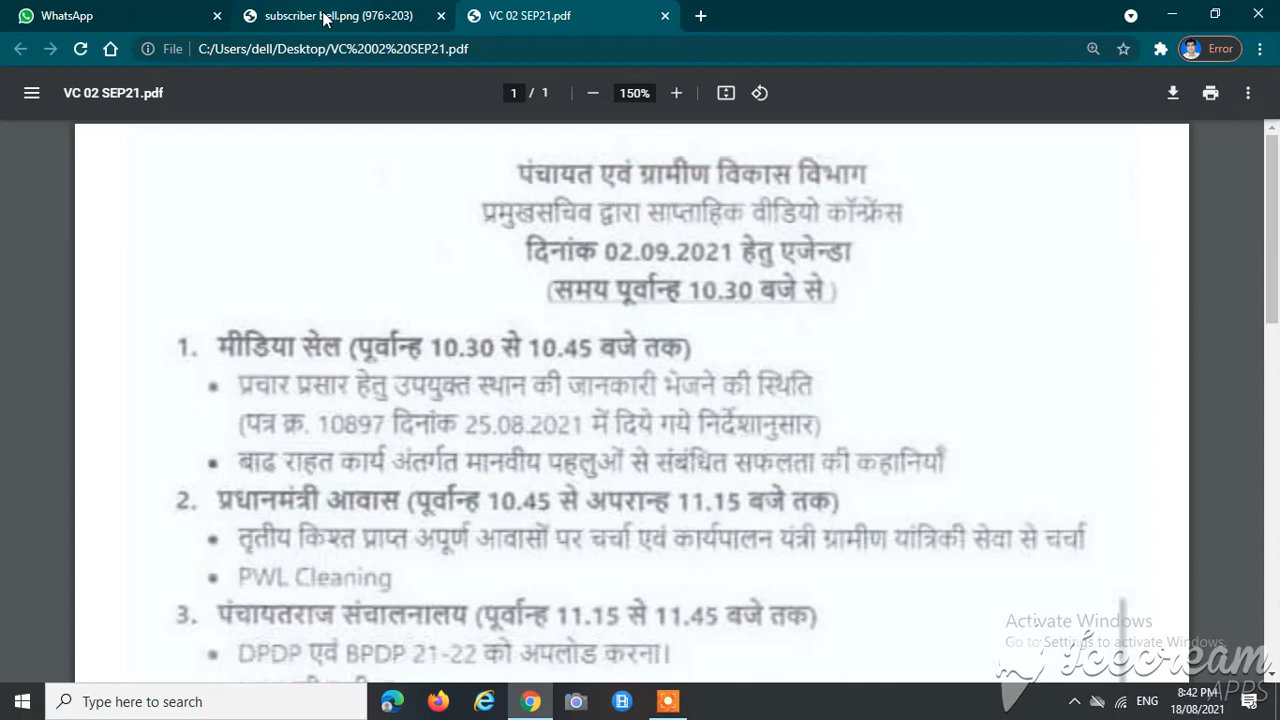 WhatsApp
subscriber bell.png (976×203)
VC 02 SEP21.pdf
File
C:/Users/dell/Desktop/VC%2002%20SEP21.pdf
Error
VC 02 SEP21.pdf
1 / 1
150%
पंचायत एवं ग्रामीण विकास विभाग
प्रमुखसचिव द्वारा साप्ताहिक वीडियो कॉन्फ्रेंस
दिनांक 02.09.2021 हेतु एजेन्डा
(समय पूर्वान्ह 10.30 बजे से )
1. मीडिया सेल (पूर्वान्ह 10.30 से 10.45 बजे तक)
• प्रचार प्रसार हेतु उपयुक्त स्थान की जानकारी भेजने की स्थिति
(पत्र क्र. 10897 दिनांक 25.08.2021 में दिये गये निर्देशानुसार)
• बाढ राहत कार्य अंतर्गत मानवीय पहलुओं से संबंधित सफलता की कहानियाँ
2. प्रधानमंत्री आवास (पूर्वान्ह 10.45 से अपरान्ह 11.15 बजे तक)
• तृतीय किश्त प्राप्त अपूर्ण आवासों पर चर्चा एवं कार्यपालन यंत्री ग्रामीण यांत्रिकी सेवा से चर्चा
• PWL Cleaning
3. पंचायतराज संचालनालय (पूर्वान्ह 11.15 से 11.45 बजे तक)
• DPDP एवं BPDP 21-22 को अपलोड करना।
Activate Windows
Go to Settings to activate Windows.
Icecream
APPS
Type here to search
ENG
8:42 PM
18/08/2021